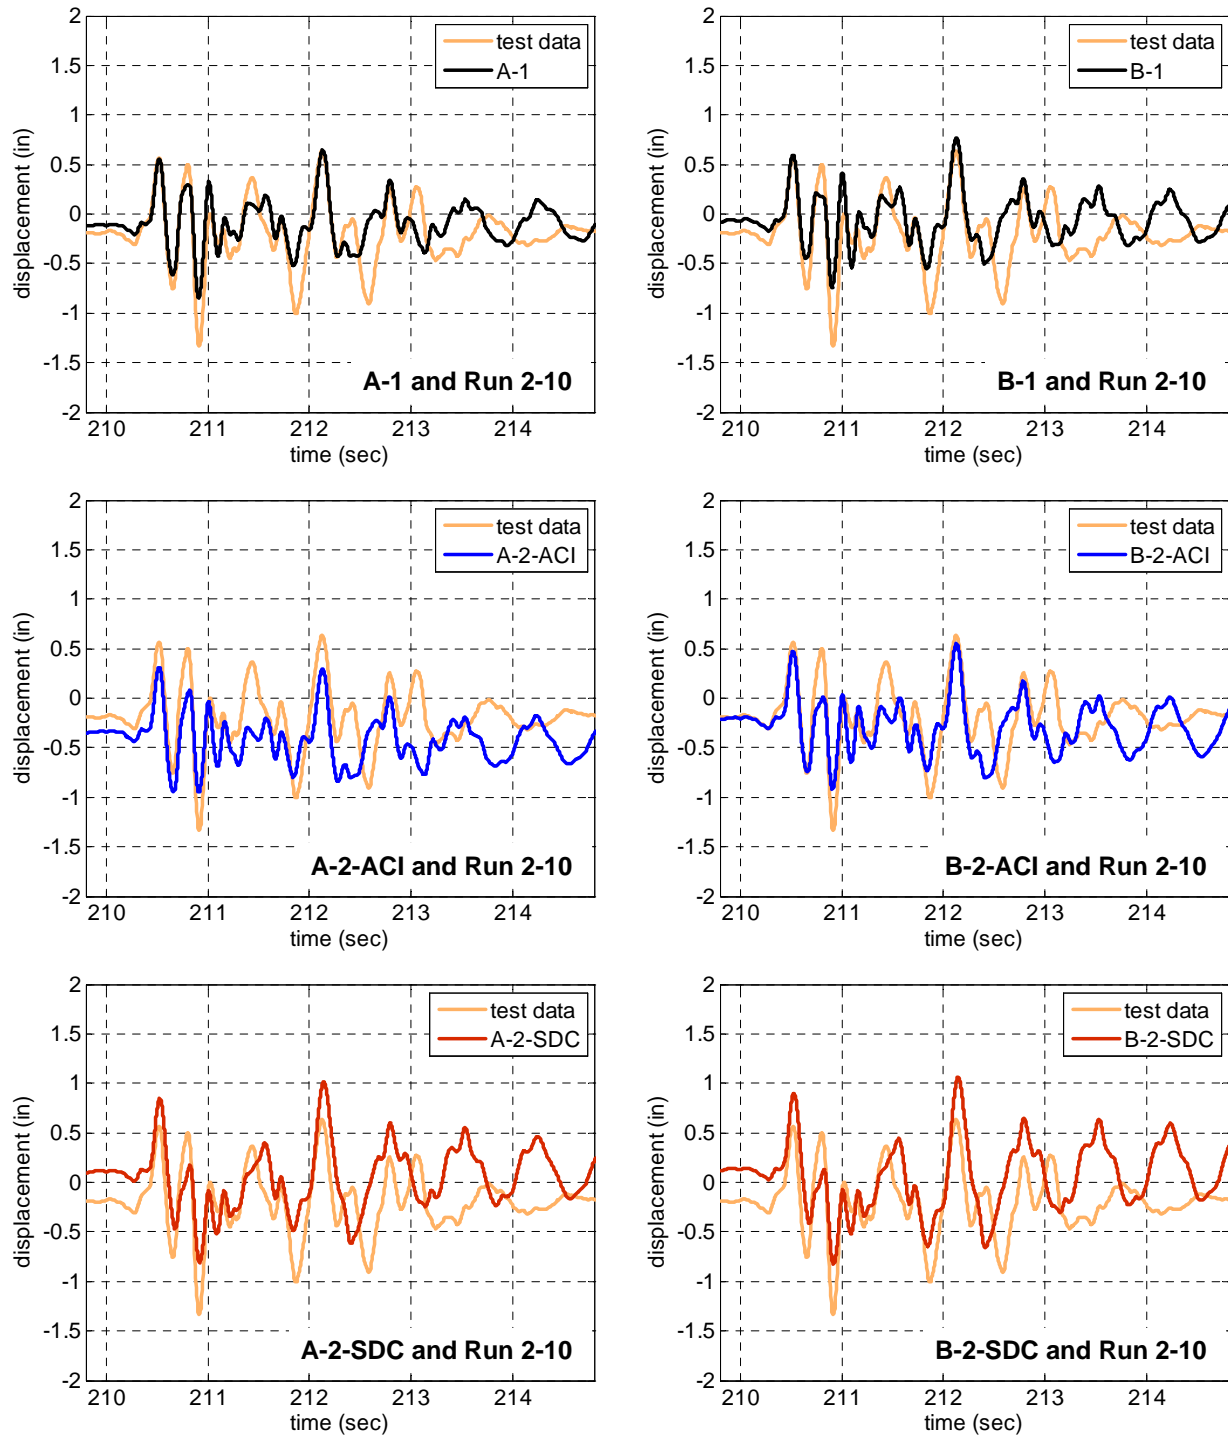 2
1.5
1
0.5
0
-0.5
-1
-1.5
-2
displacement (in)
test data
A-1
A-1 and Run 2-10
210 211 212 213 214
time (sec)
2
1.5
1
0.5
0
-0.5
-1
-1.5
-2
displacement (in)
test data
B-1
B-1 and Run 2-10
210 211 212 213 214
time (sec)
2
1.5
1
0.5
0
-0.5
-1
-1.5
-2
displacement (in)
test data
A-2-ACI
A-2-ACI and Run 2-10
210 211 212 213 214
time (sec)
2
1.5
1
0.5
0
-0.5
-1
-1.5
-2
displacement (in)
test data
B-2-ACI
B-2-ACI and Run 2-10
210 211 212 213 214
time (sec)
2
1.5
1
0.5
0
-0.5
-1
-1.5
-2
displacement (in)
test data
A-2-SDC
A-2-SDC and Run 2-10
210 211 212 213 214
time (sec)
2
1.5
1
0.5
0
-0.5
-1
-1.5
-2
displacement (in)
test data
B-2-SDC
B-2-SDC and Run 2-10
210 211 212 213 214
time (sec)